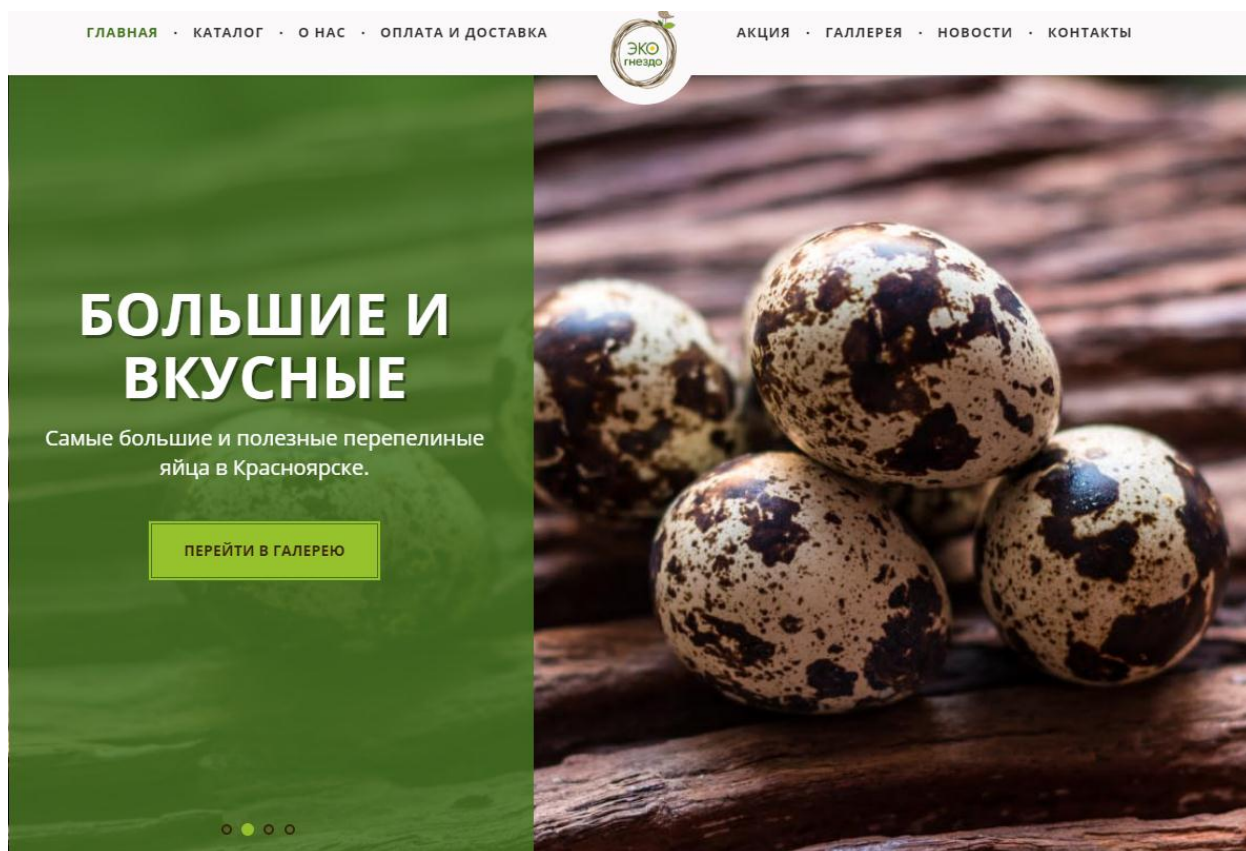 ГЛАВНАЯ · КАТАЛОГ · О НАС · ОПЛАТА И ДОСТАВКА
ЭКО
гнездо
АКЦИЯ · ГАЛЛЕРЕЯ · НОВОСТИ · КОНТАКТЫ
БОЛЬШИЕ И
ВКУСНЫЕ
Самые большие и полезные перепелиные
яйца в Красноярске.
ПЕРЕЙТИ В ГАЛЕРЕЮ